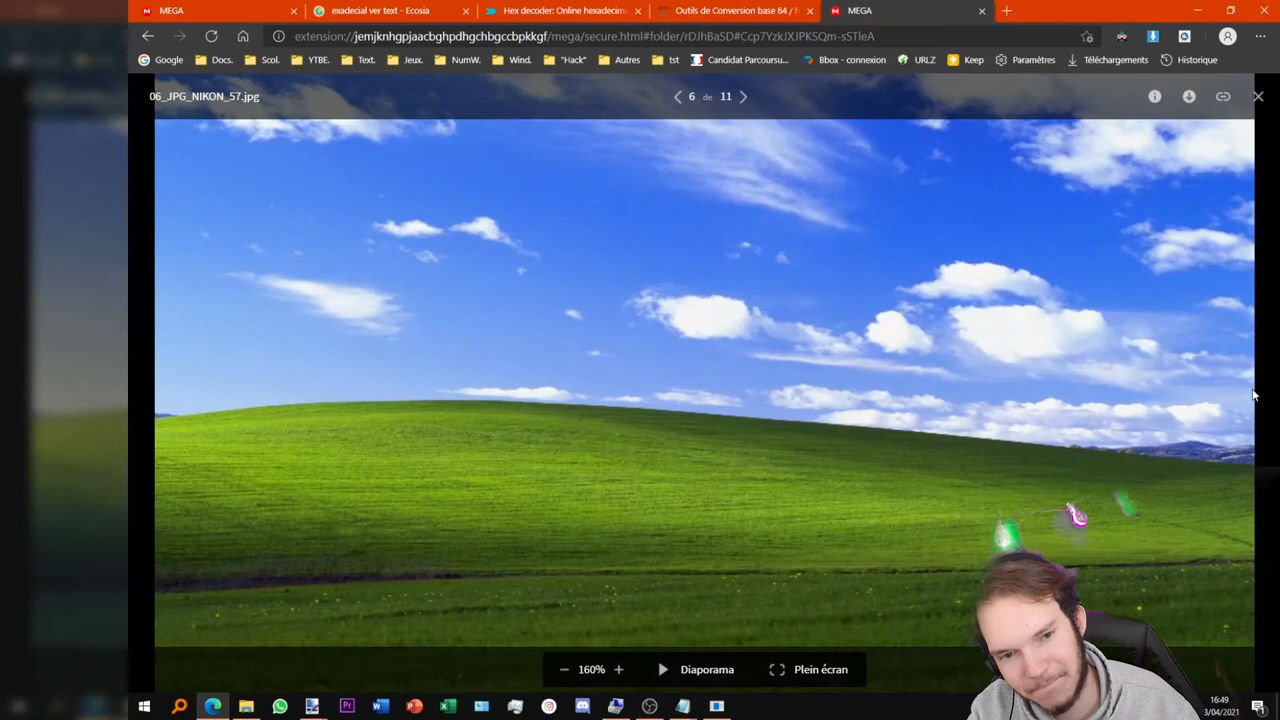 MEGA
exadecial ver text - Ecosia
Hex decoder: Online hexadecima
Outils de Conversion base 64 / h
MEGA
extension://jemjknhgpjaacbghpdhgchbgccbpkkgf/mega/secure.html#folder/rDJhBaSD#Ccp7YzkJXJPKSQm-sSTleA
Google Docs. Scol. YTBE. Text. Jeux. NumW. Wind. "Hack" Autres tst Candidat Parcoursu... Bbox - connexion URLZ Keep Paramètres Téléchargements Historique
06_JPG_NIKON_57.jpg
6 de 11
160% Diaporama Plein écran
16:49
3/04/2021